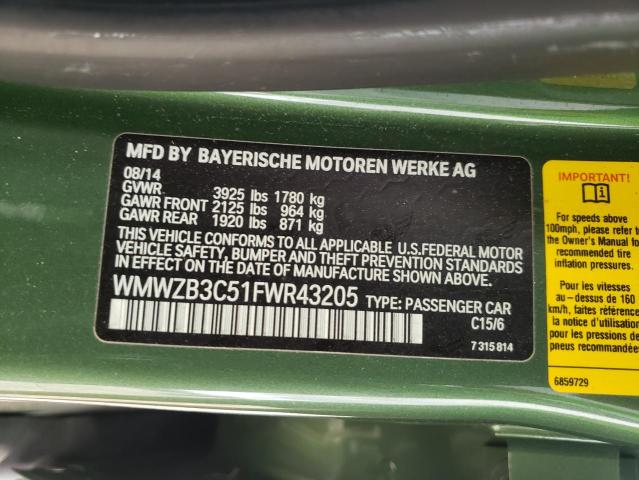 MFD BY BAYERISCHE MOTOREN WERKE AG
08/14
GVWR. 3925 lbs 1780 kg
GAWR FRONT 2125 lbs 964 kg
GAWR REAR 1920 lbs 871 kg
THIS VEHICLE CONFORMS TO ALL APPLICABLE U.S.FEDERAL MOTOR
VEHICLE SAFETY, BUMPER AND THEFT PREVENTION STANDARDS
IN EFFECT ON THE DATE OF MANUFACTURE SHOWN ABOVE.
WMWZB3C51FWR43205 TYPE: PASSENGER CAR
C15/6
7 315 814
IMPORTANT!
For speeds above
100mph, please refer
the Owner's Manual
recommended tire
inflation pressures.
Pour les vitesses
au-dessus de 160
km/h, faites
la notice d'utilisation
pour les pressions de
pneus
6859729